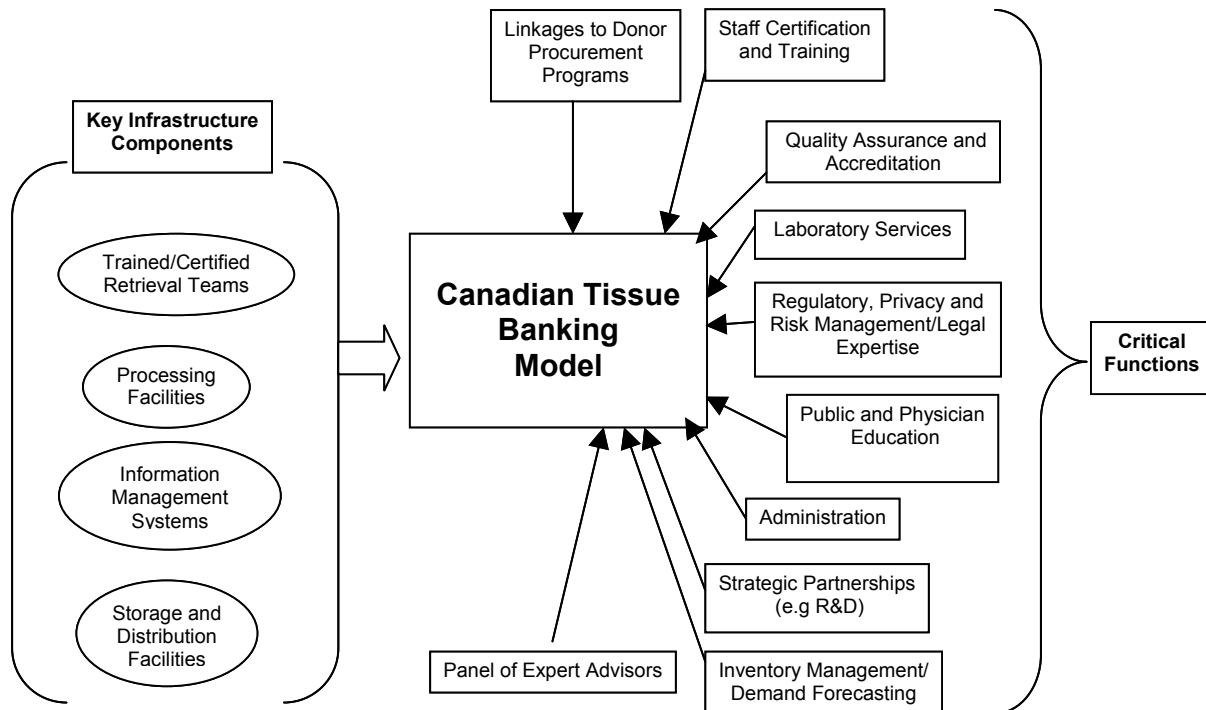 Key Infrastructure
Components
Trained/Certified
Retrieval Teams
Processing
Facilities
Information
Management
Systems
Storage and
Distribution
Facilities
Canadian Tissue
Banking
Model
Linkages to Donor
Procurement
Programs
Staff Certification
and Training
Quality Assurance and
Accreditation
Laboratory Services
Regulatory, Privacy and
Risk Management/Legal
Expertise
Public and Physician
Education
Administration
Strategic Partnerships
(e.g R&D)
Inventory Management/
Demand Forecasting
Panel of Expert Advisors
Critical
Functions